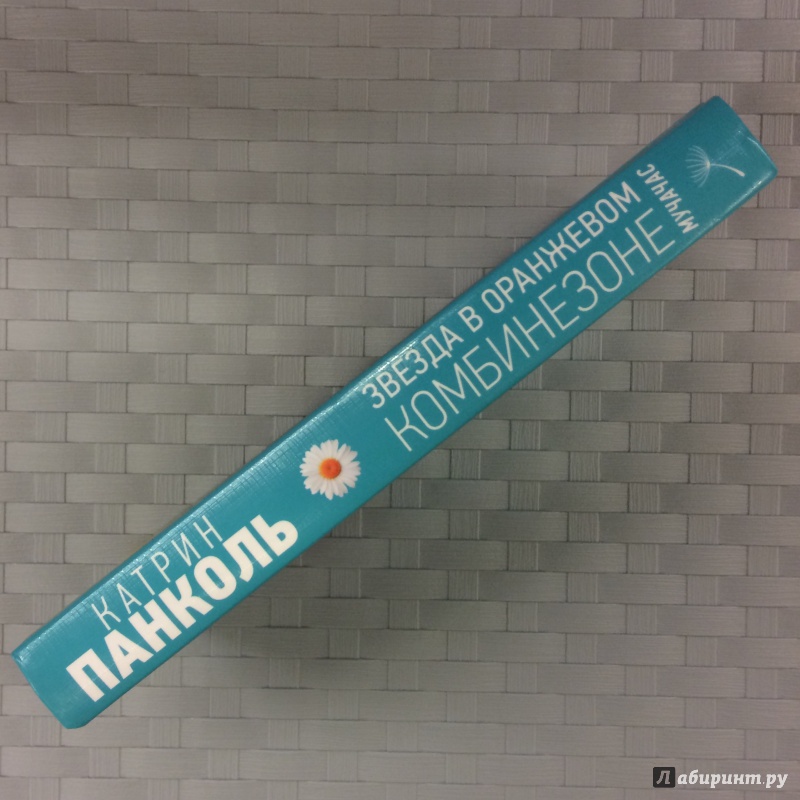 КАТРИН
ПАНКОЛЬ
ЗВЕЗДА В ОРАНЖЕВОМ
КОМБИНЕЗОНЕ
МУЧАЧАС
Лабиринт.ру